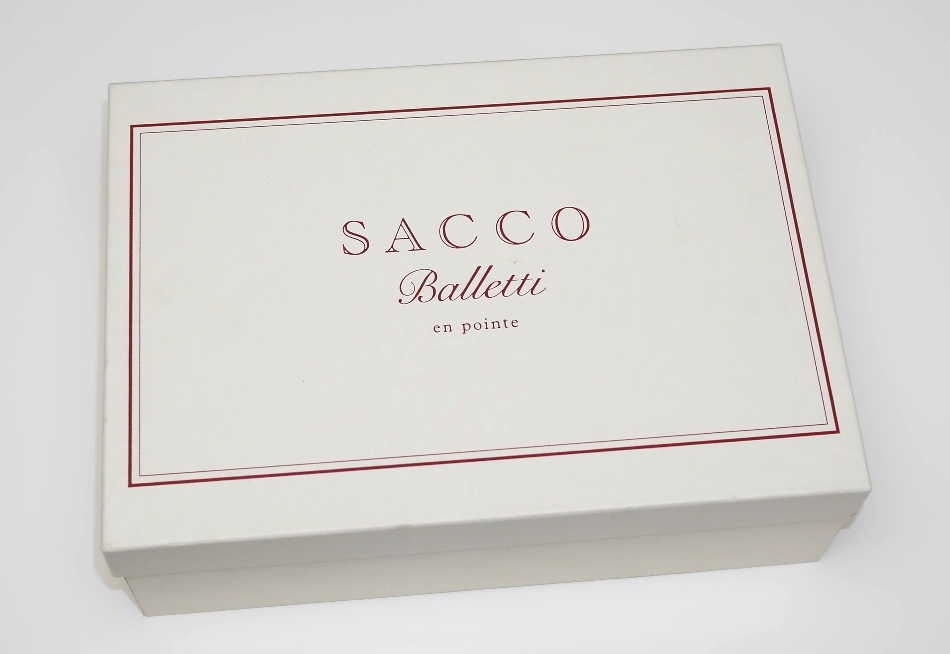 SACCO
Balletti
en pointe